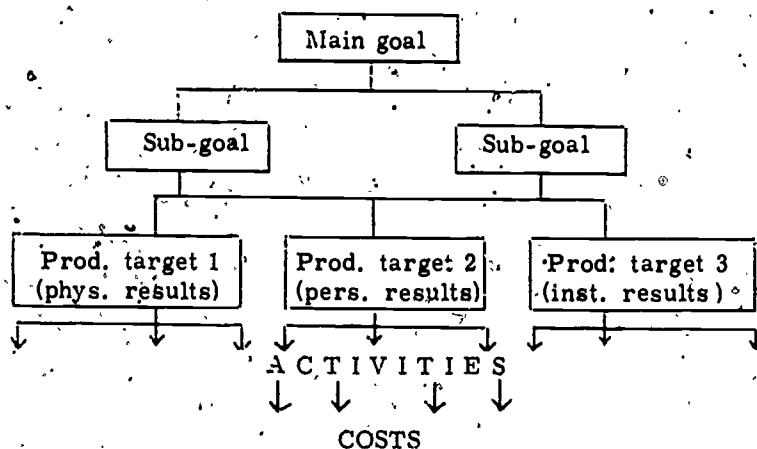 Main goal
Sub-goal
Sub-goal
Prod. target 1
(phys. results)
Prod. target 2
(pers. results)
Prod. target 3
(inst. results)
ACTIVITIES
COSTS